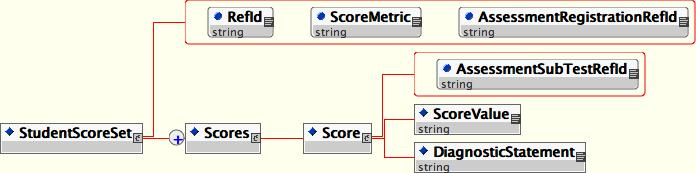 RefId ScoreMetric AssessmentRegistrationRefId
string string string
AssessmentSubTestRefId
string
ScoreValue
string
StudentScoreSet Scores Score
DiagnosticStatement
string